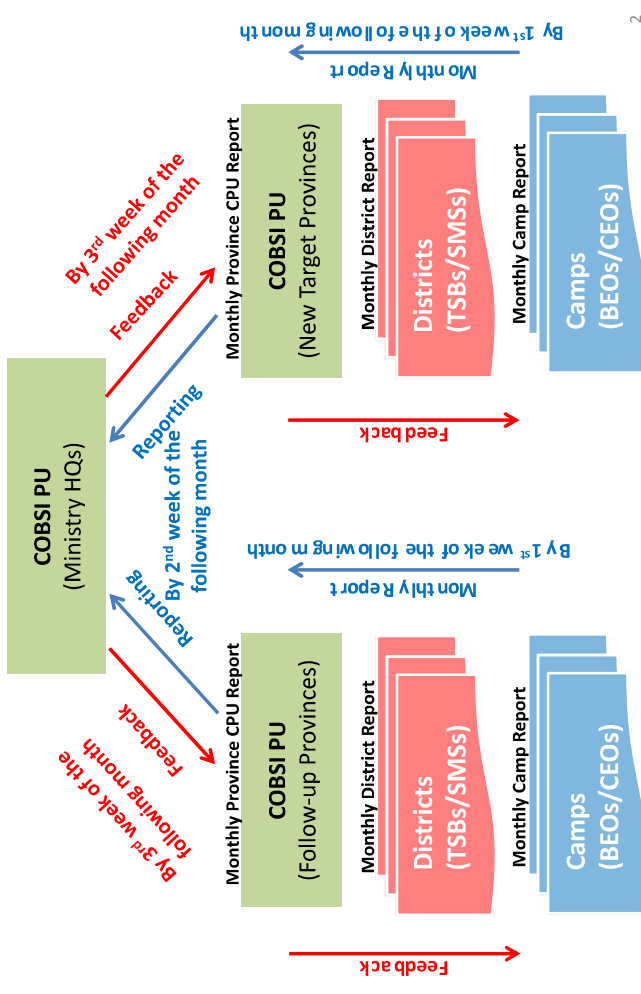 COBSI PU
(Ministry HQs)
By 3rd week of the
following month
Feedback
Reporting
By 2nd week of the
following month
Reporting
Feedback
By 3rd week of the
following month
Monthly Province CPU Report
COBSI PU
(Follow-up Provinces)
Monthly District Report
Districts
(TSBs/SMSs)
Monthly Camp Report
Camps
(BEOs/CEOs)
Feedback
Monthly Report
By 1st week of the following month
Monthly Province CPU Report
COBSI PU
(New Target Provinces)
Monthly District Report
Districts
(TSBs/SMSs)
Monthly Camp Report
Camps
(BEOs/CEOs)
Feedback
Monthly Report
By 1st week of the following month
2